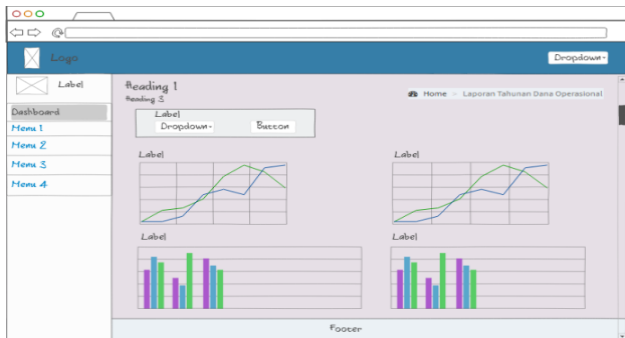 Logo
Dropdown
Label
Heading 1
Heading 3
Home > Laporan Tahunan Dana Operasional
Dashboard
Menu 1
Menu 2
Menu 3
Menu 4
Label
Dropdown
Button
Label
Label
Label
Label
Footer